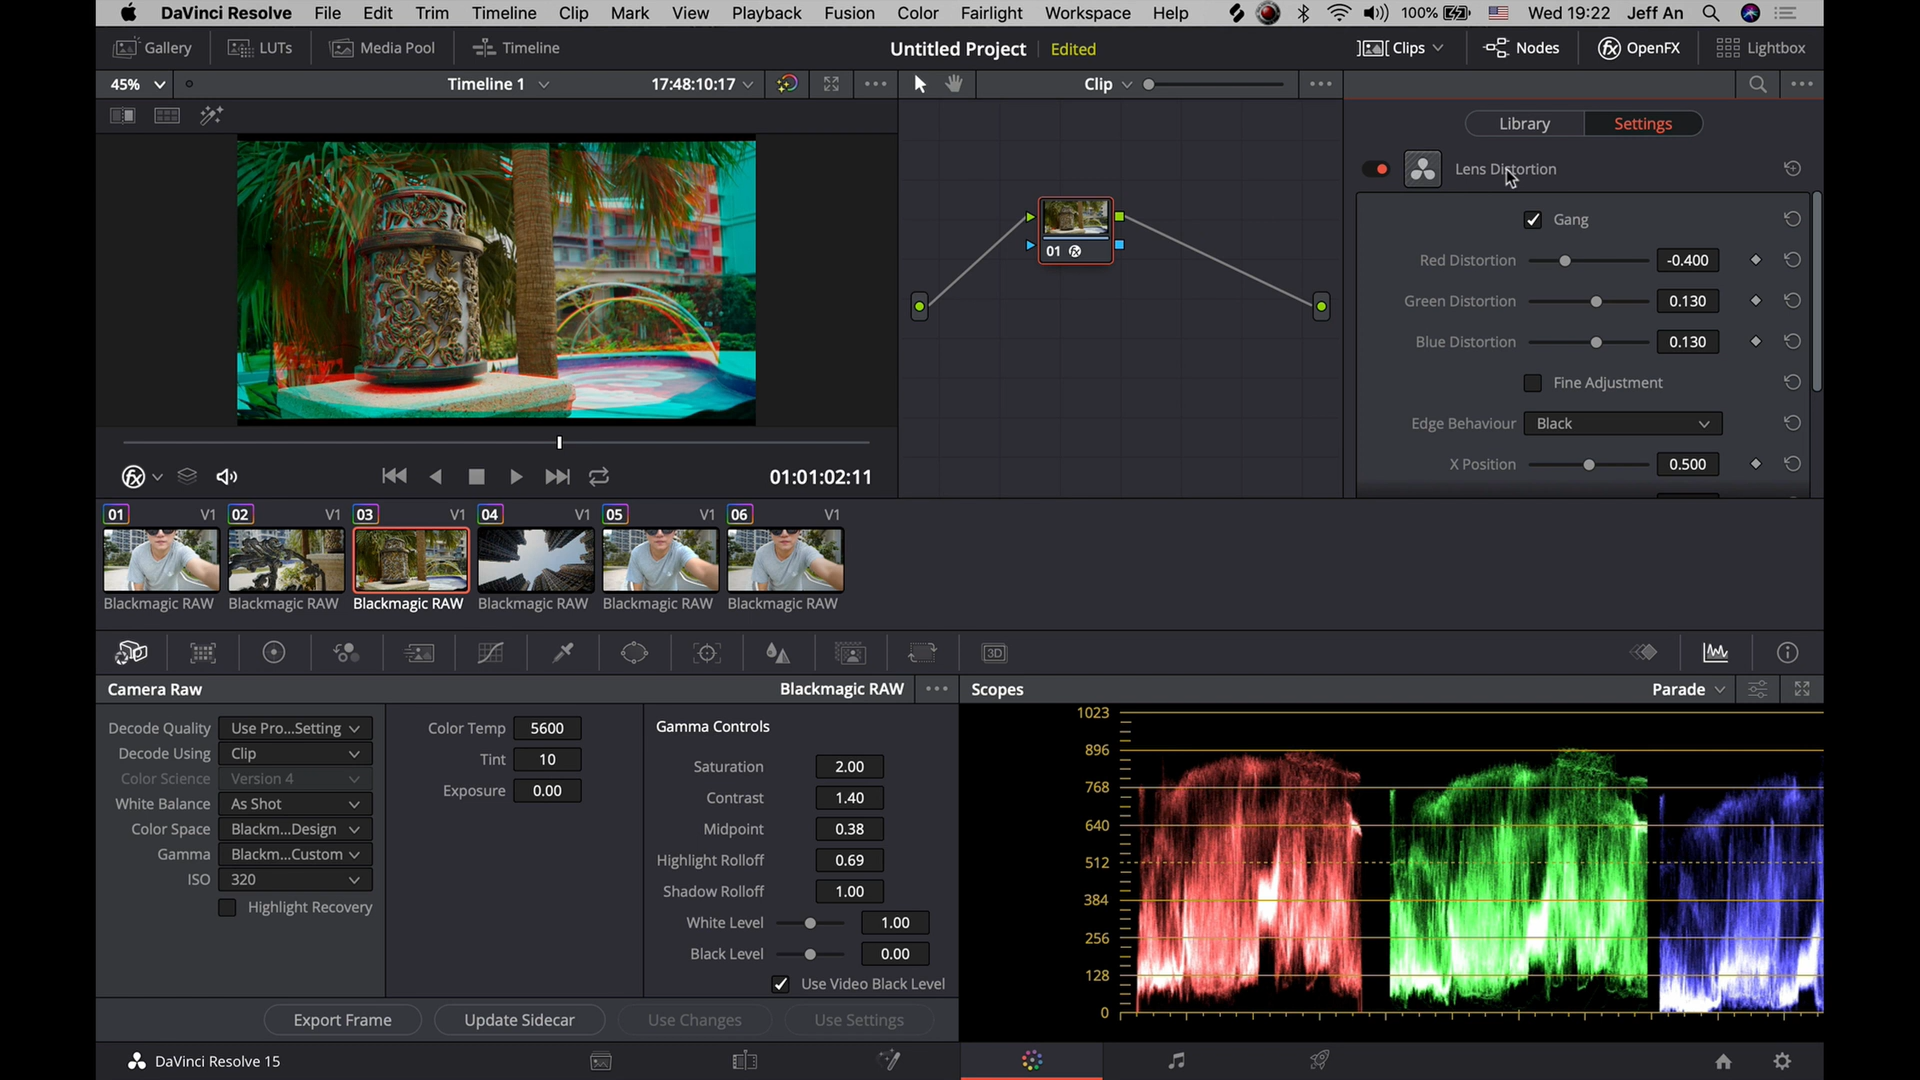 DaVinci Resolve File Edit Trim Timeline Clip Mark View Playback Fusion Color Fairlight Workspace Help 100% Wed 19:22 Jeff An
Gallery LUTs Media Pool Timeline Untitled Project Edited Clips Nodes OpenFX Lightbox
45% Timeline 1 17:48:10:17 Clip
Library Settings
Lens Distortion
Gang
Red Distortion -0.400
Green Distortion 0.130
Blue Distortion 0.130
Fine Adjustment
Edge Behaviour Black
X Position 0.500
01
01:01:02:11
01 V1 02 V1 03 V1 04 V1 05 V1 06 V1
Blackmagic RAW Blackmagic RAW Blackmagic RAW Blackmagic RAW Blackmagic RAW Blackmagic RAW
3D
Camera Raw Blackmagic RAW Scopes Parade
Decode Quality Use Pro...Setting
Decode Using Clip
Color Science Version 4
White Balance As Shot
Color Space Blackm...Design
Gamma Blackm...Custom
ISO 320
Highlight Recovery
Color Temp 5600
Tint 10
Exposure 0.00
Gamma Controls
Saturation 2.00
Contrast 1.40
Midpoint 0.38
Highlight Rolloff 0.69
Shadow Rolloff 1.00
White Level 1.00
Black Level 0.00
Use Video Black Level
1023
896
768
640
512
384
256
128
0
Export Frame Update Sidecar Use Changes Use Settings
DaVinci Resolve 15